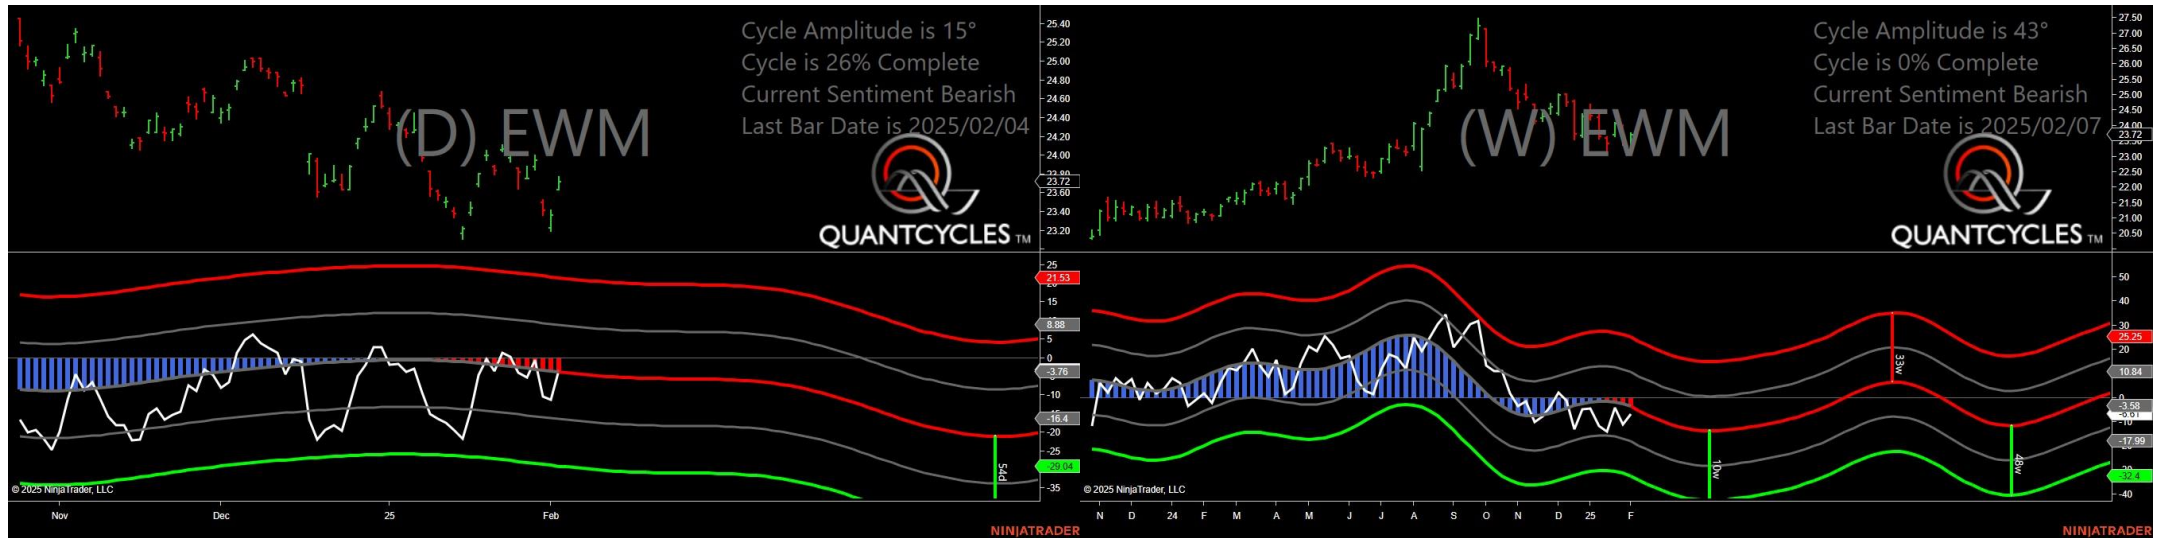 Cycle Amplitude is 15°
Cycle is 26% Complete
Current Sentiment Bearish
Last Bar Date is 2025/02/04
(D) EWM
QUANTCYCLES TM
25.40
25.20
25.00
24.80
24.60
24.40
24.20
24.00
23.80
23.72
23.60
23.40
23.20
25
21.53
15
8.88
5
0
-3.76
-10
-16.4
-20
-25
-29.04
-35
54d
© 2025 NinjaTrader, LLC
Nov
Dec
25
Feb
NINJATRADER
Cycle Amplitude is 43°
Cycle is 0% Complete
Current Sentiment Bearish
Last Bar Date is 2025/02/07
(W) EWM
QUANTCYCLES TM
27.50
27.00
26.50
26.00
25.50
25.00
24.50
24.00
23.72
23.00
22.50
22.00
21.50
21.00
20.50
50
40
25.25
20
10.84
0
-3.58
-10
-17.99
-32.4
-40
33w
10w
48w
© 2025 NinjaTrader, LLC
N
D
24
F
M
A
M
J
J
A
S
O
N
D
25
F
NINJATRADER